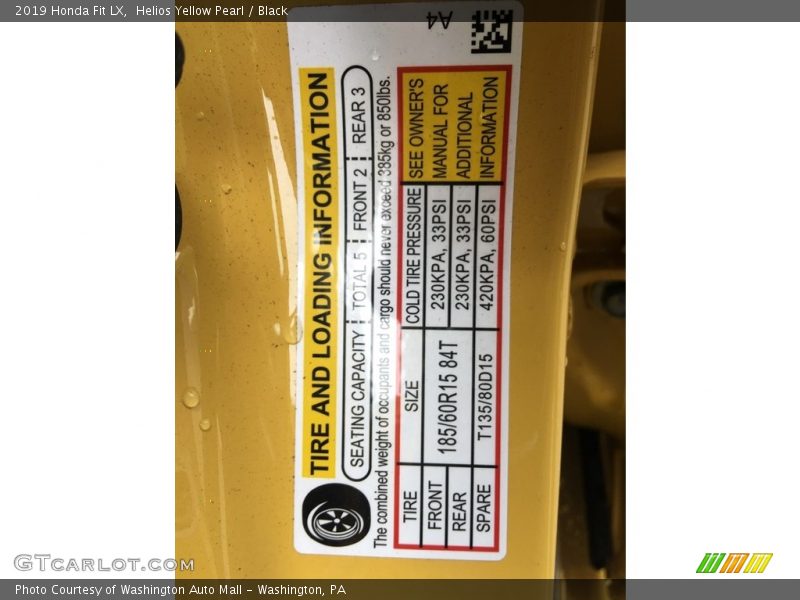 2019 Honda Fit LX, Helios Yellow Pearl / Black
A4
TIRE AND LOADING INFORMATION
SEATING CAPACITY TOTAL 5 FRONT 2 REAR 3
The combined weight of occupants and cargo should never exceed 385kg or 850lbs.
TIRE SIZE COLD TIRE PRESSURE SEE OWNER'S
FRONT 185/60R15 84T 230KPA, 33PSI MANUAL FOR
REAR 230KPA, 33PSI ADDITIONAL
SPARE T135/80D15 420KPA, 60PSI INFORMATION
GTcarlot.com
Photo Courtesy of Washington Auto Mall - Washington, PA